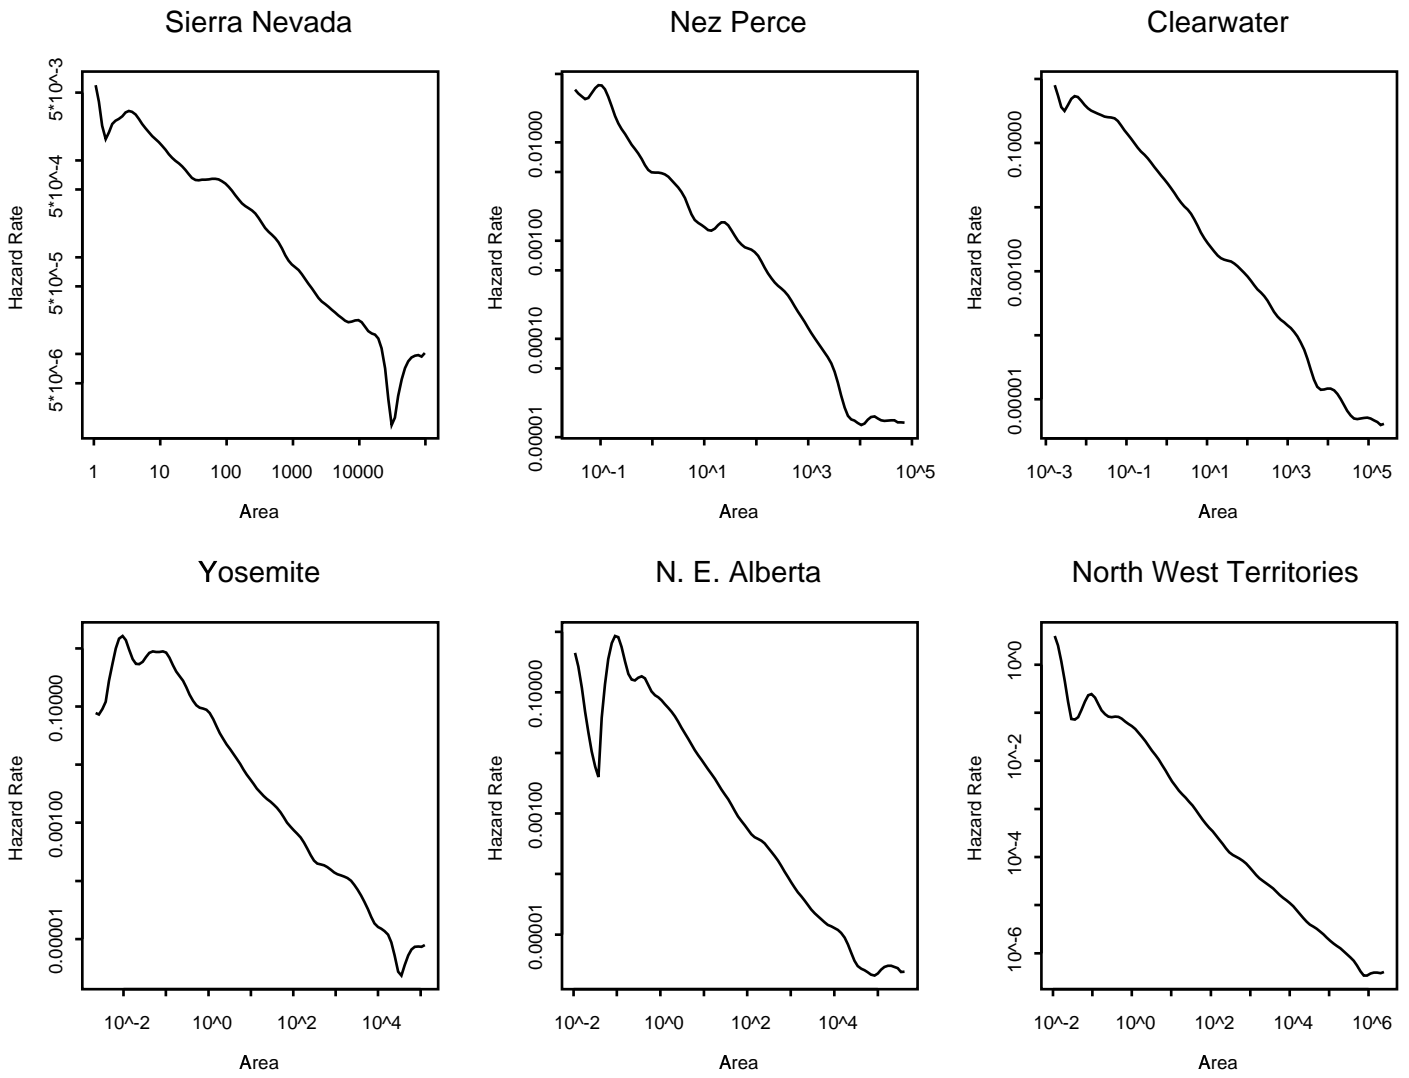 Sierra Nevada
Nez Perce
Clearwater
Hazard Rate
5*10^-3
5*10^-4
5*10^-5
5*10^-6
1 10 100 1000 10000
Area
Hazard Rate
0.01000
0.00100
0.00010
0.00001
10^-1 10^1 10^3 10^5
Area
Hazard Rate
0.10000
0.00100
0.00001
10^-3 10^-1 10^1 10^3 10^5
Area
Yosemite
N. E. Alberta
North West Territories
Hazard Rate
0.10000
0.00100
0.00001
10^-2 10^0 10^2 10^4
Area
Hazard Rate
0.10000
0.00100
0.00001
10^-2 10^0 10^2 10^4
Area
Hazard Rate
10^0
10^-2
10^-4
10^-6
10^-2 10^0 10^2 10^4 10^6
Area